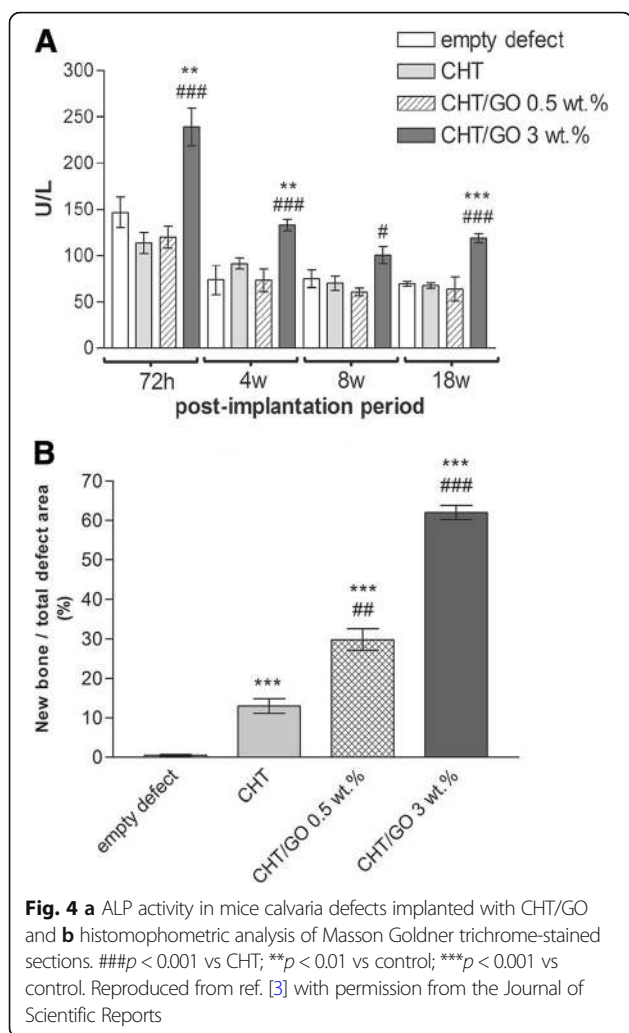 A
empty defect
CHT
CHT/GO 0.5 wt.%
CHT/GO 3 wt.%
300
250
200
150
100
50
0
U/L
**
###
**
###
#
***
###
72h 4w 8w 18w
post-implantation period
B
70
60
50
40
30
20
10
0
New bone / total defect area
(%)
***
***
##
***
###
empty defect
CHT
CHT/GO 0.5 wt.%
CHT/GO 3 wt.%
Fig. 4 a ALP activity in mice calvaria defects implanted with CHT/GO
and b histomophometric analysis of Masson Goldner trichrome-stained
sections. ###p < 0.001 vs CHT; **p < 0.01 vs control; ***p < 0.001 vs
control. Reproduced from ref. [3] with permission from the Journal of
Scientific Reports